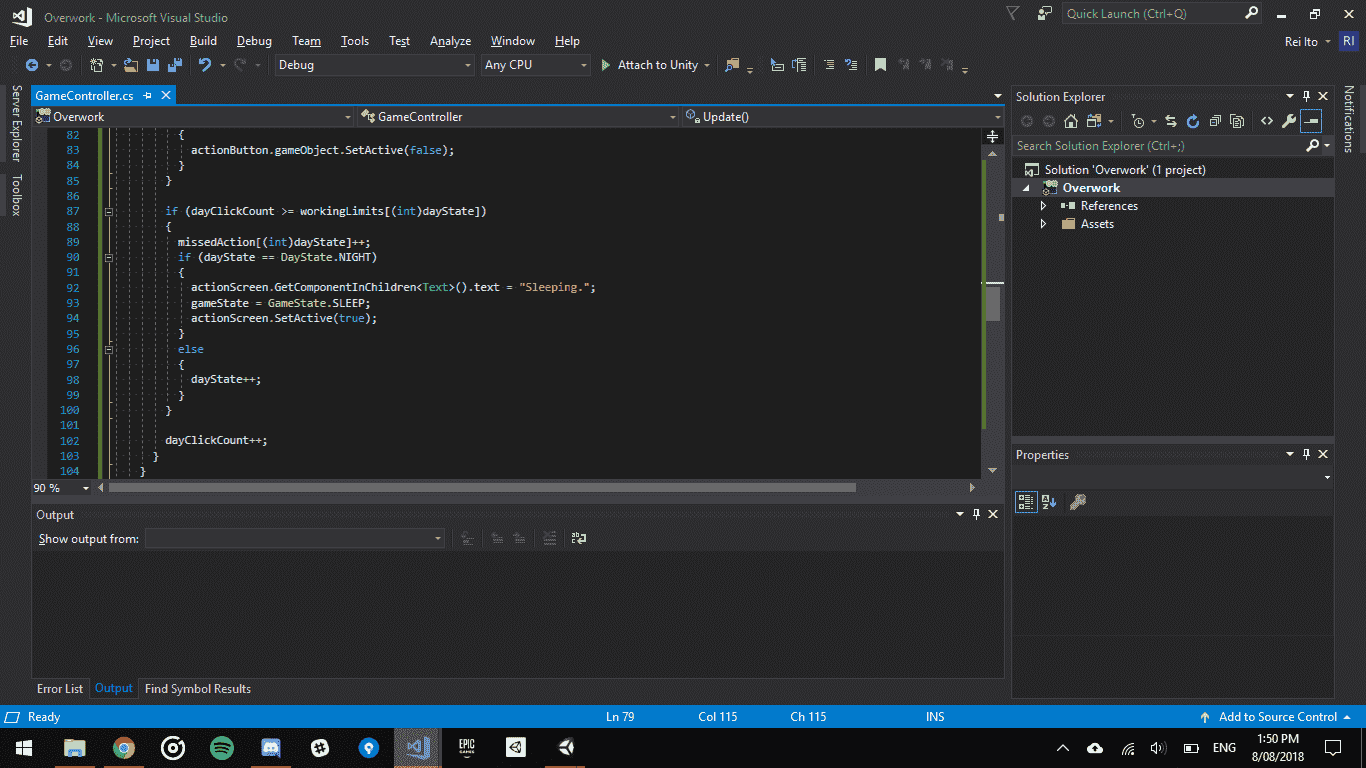 Overwork - Microsoft Visual Studio
Quick Launch (Ctrl+Q)
File Edit View Project Build Debug Team Tools Test Analyze Window Help
Rei Ito RI
Debug Any CPU Attach to Unity
Server Explorer
Toolbox
GameController.cs
Overwork GameController Update()
82 {
83 actionButton.gameObject.SetActive(false);
84 }
85 }
86
87 if (dayClickCount >= workingLimits[(int)dayState])
88 {
89 missedAction[(int)dayState]++;
90 if (dayState == DayState.NIGHT)
91 {
92 actionScreen.GetComponentInChildren<Text>().text = "Sleeping.";
93 gameState = GameState.SLEEP;
94 actionScreen.SetActive(true);
95 }
96 else
97 {
98 dayState++;
99 }
100 }
101
102 dayClickCount++;
103 }
104 }
90 %
Output
Show output from:
Error List Output Find Symbol Results
Solution Explorer
Search Solution Explorer (Ctrl+;)
Solution 'Overwork' (1 project)
Overwork
References
Assets
Properties
Notifications
Ready Ln 79 Col 115 Ch 115 INS Add to Source Control
EPIC GAMES
ENG
1:50 PM
8/08/2018